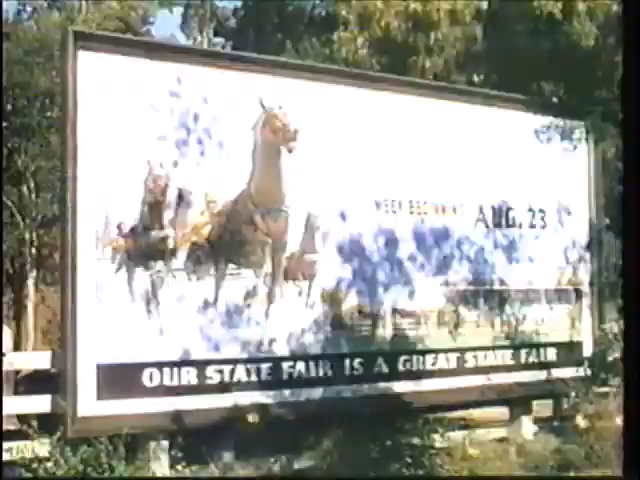 WEEK BEGINNING
AUG. 23
OUR STATE FAIR IS A GREAT STATE FAIR